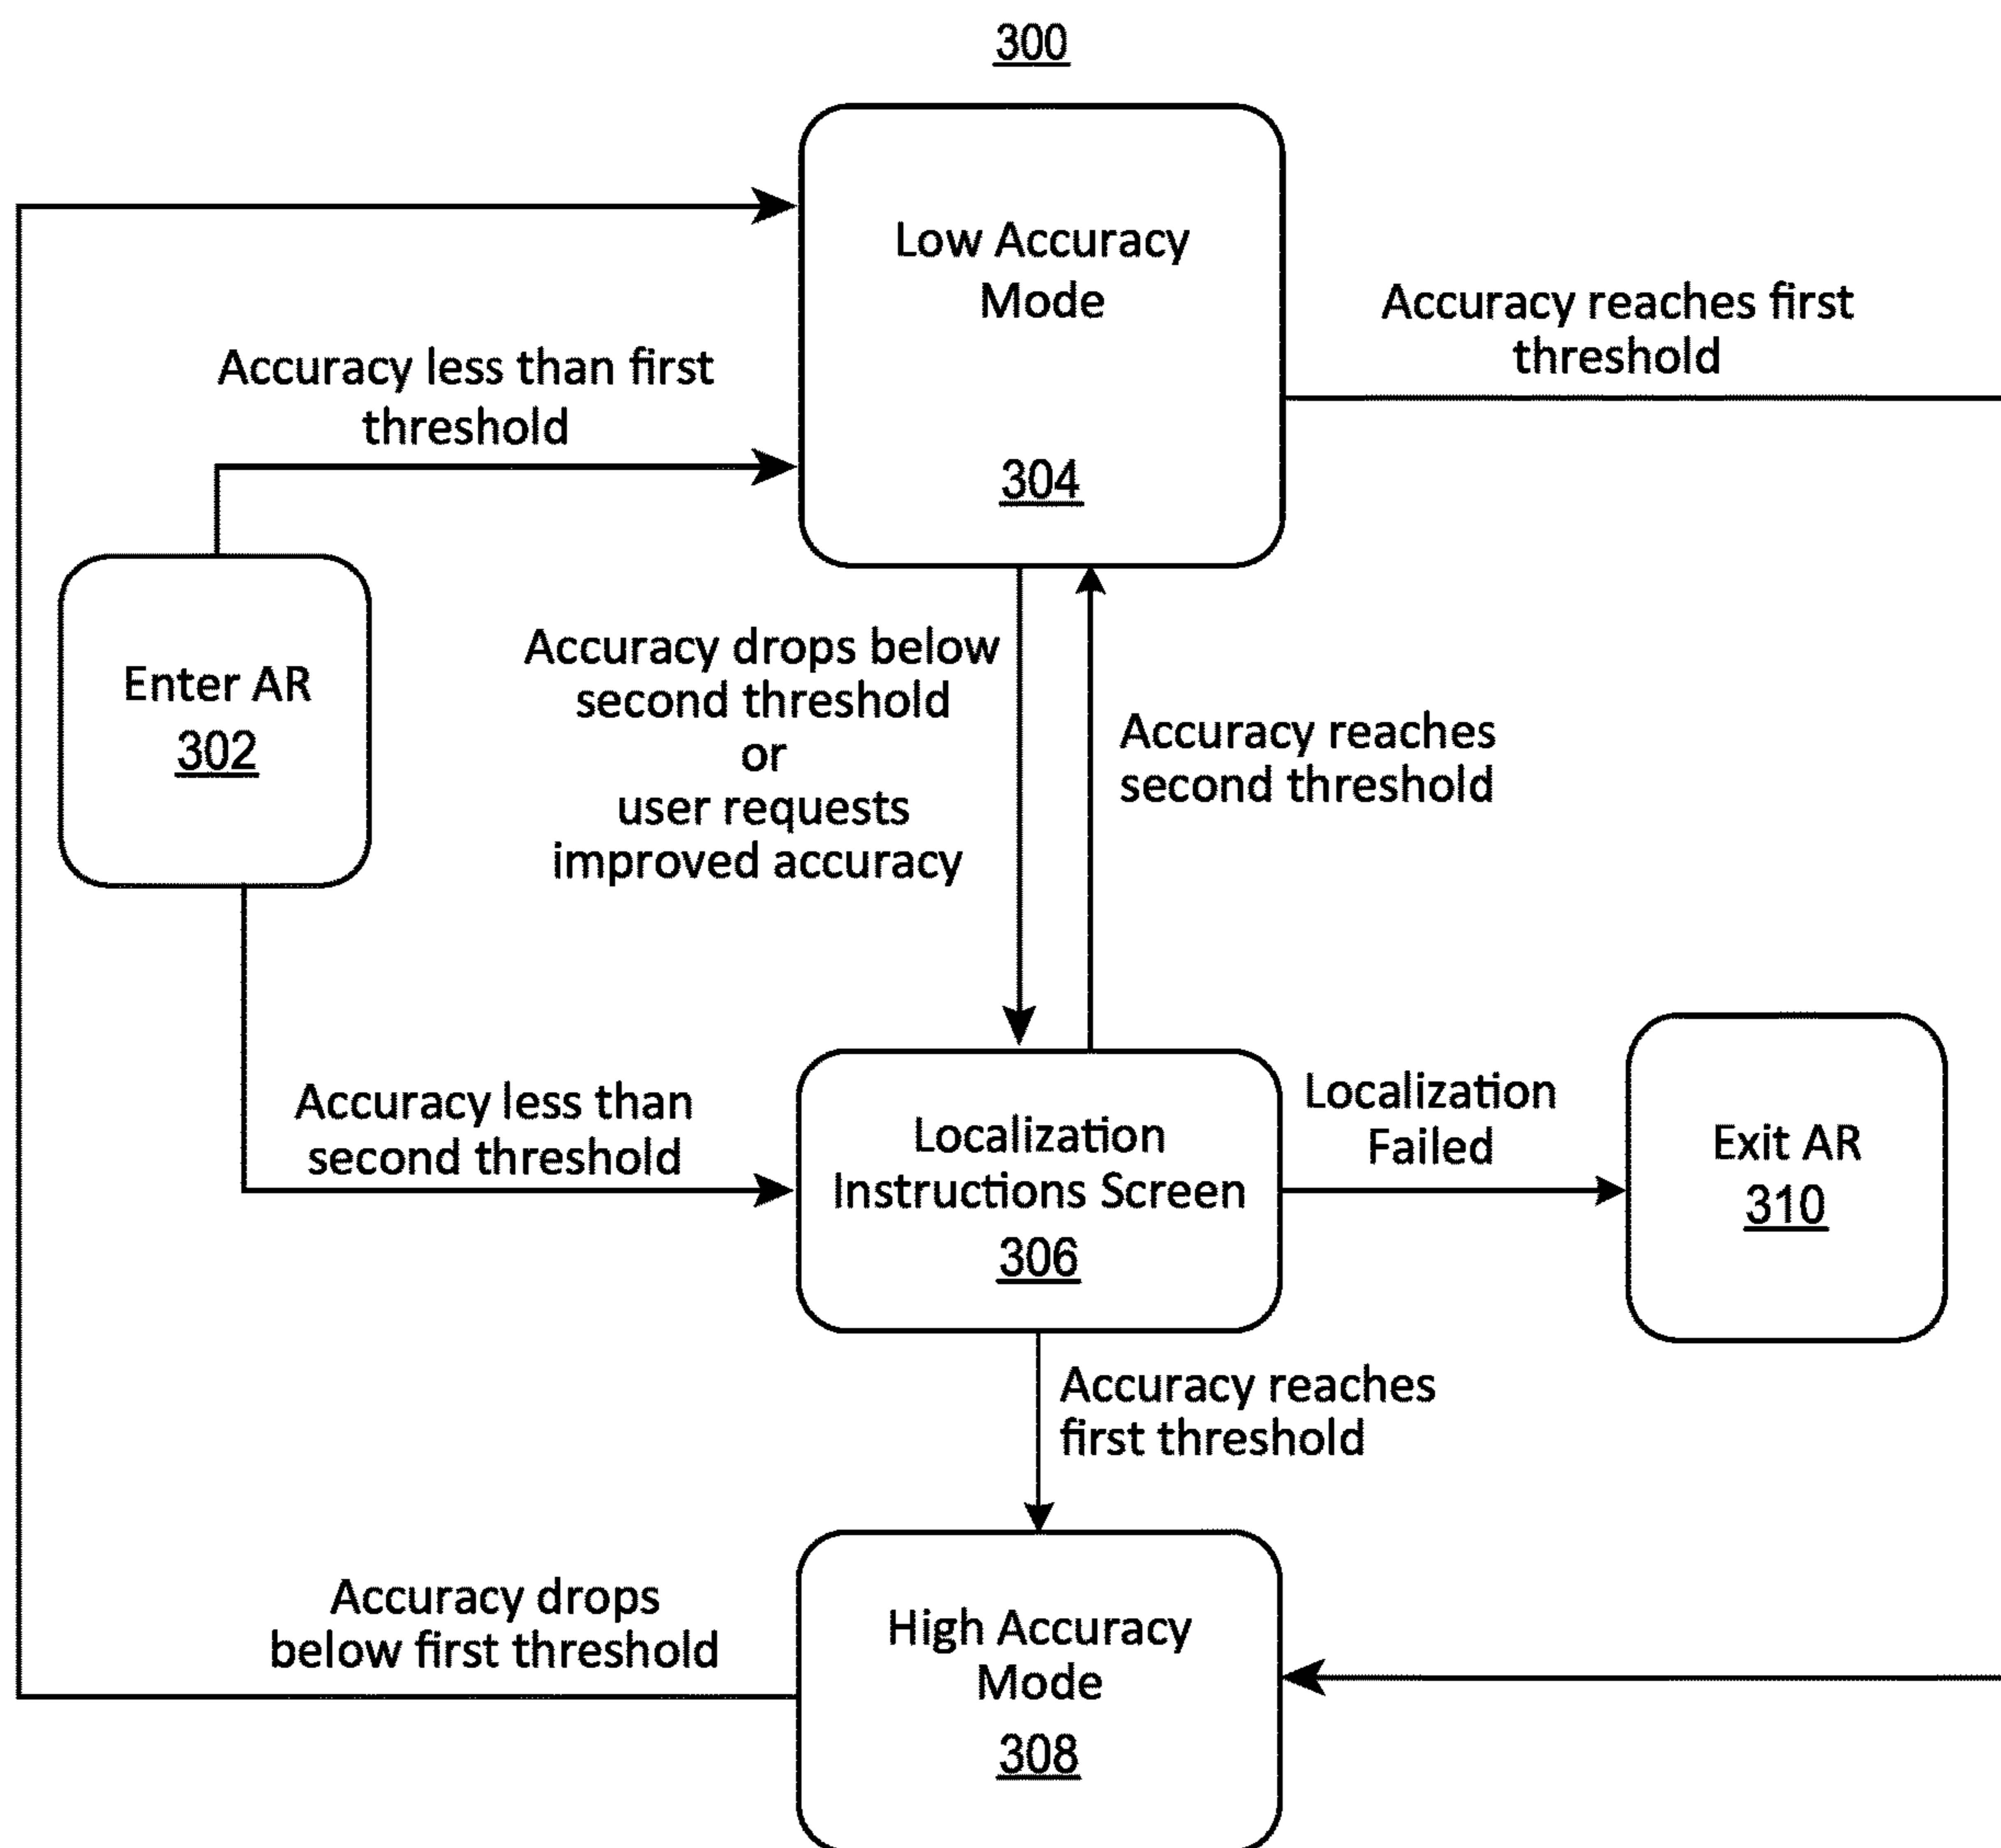 300
Low Accuracy
Mode
304
Accuracy reaches first
threshold
Accuracy less than first
threshold
Enter AR
302
Accuracy drops below
second threshold
or
user requests
improved accuracy
Accuracy reaches
second threshold
Accuracy less than
second threshold
Localization
Instructions Screen
306
Localization
Failed
Exit AR
310
Accuracy reaches
first threshold
Accuracy drops
below first threshold
High Accuracy
Mode
308